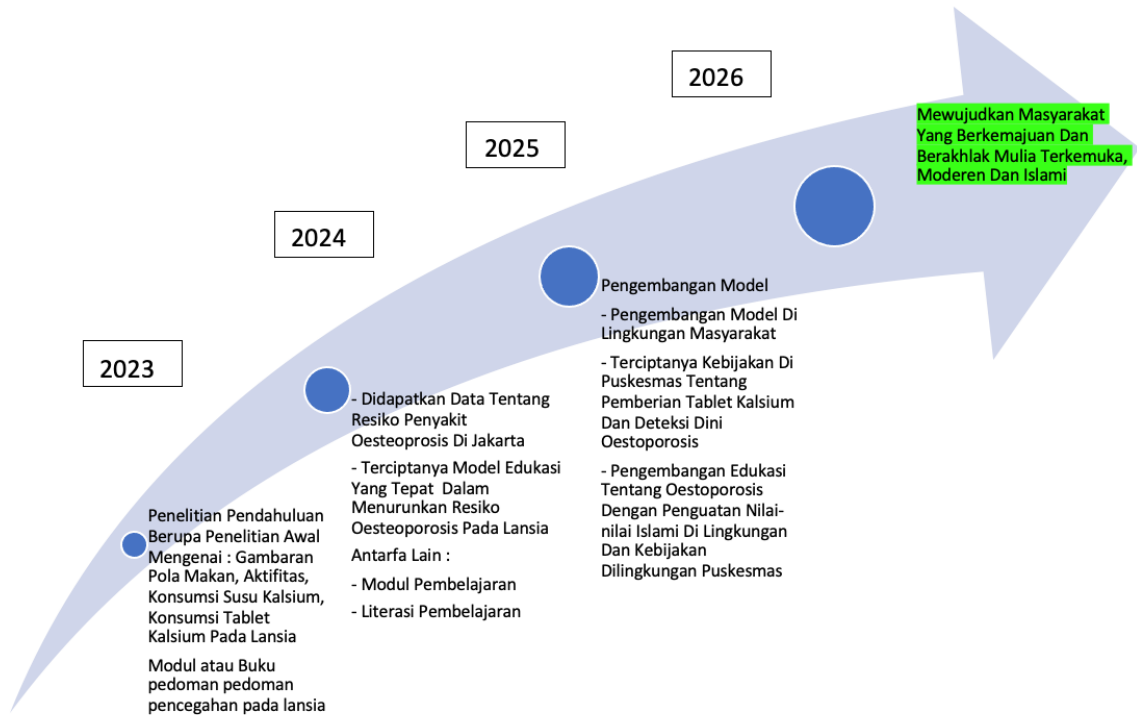 2023
Penelitian Pendahuluan
Berupa Penelitian Awal
Mengenai : Gambaran
Pola Makan, Aktifitas,
Konsumsi Susu Kalsium,
Konsumsi Tablet
Kalsium Pada Lansia
Modul atau Buku
pedoman pedoman
pencegahan pada lansia
2024
- Didapatkan Data Tentang
Resiko Penyakit
Oesteoprosis Di Jakarta
- Terciptanya Model Edukasi
Yang Tepat Dalam
Menurunkan Resiko
Oesteoporosis Pada Lansia
Antarfa Lain :
- Modul Pembelajaran
- Literasi Pembelajaran
2025
Pengembangan Model
- Pengembangan Model Di
Lingkungan Masyarakat
- Terciptanya Kebijakan Di
Puskesmas Tentang
Pemberian Tablet Kalsium
Dan Deteksi Dini
Oestoporosis
- Pengembangan Edukasi
Tentang Oestoporosis
Dengan Penguatan Nilai-
nilai Islami Di Lingkungan
Dan Kebijakan
Dilingkungan Puskesmas
2026
Mewujudkan Masyarakat
Yang Berkemajuan Dan
Berakhlak Mulia Terkemuka,
Moderen Dan Islami